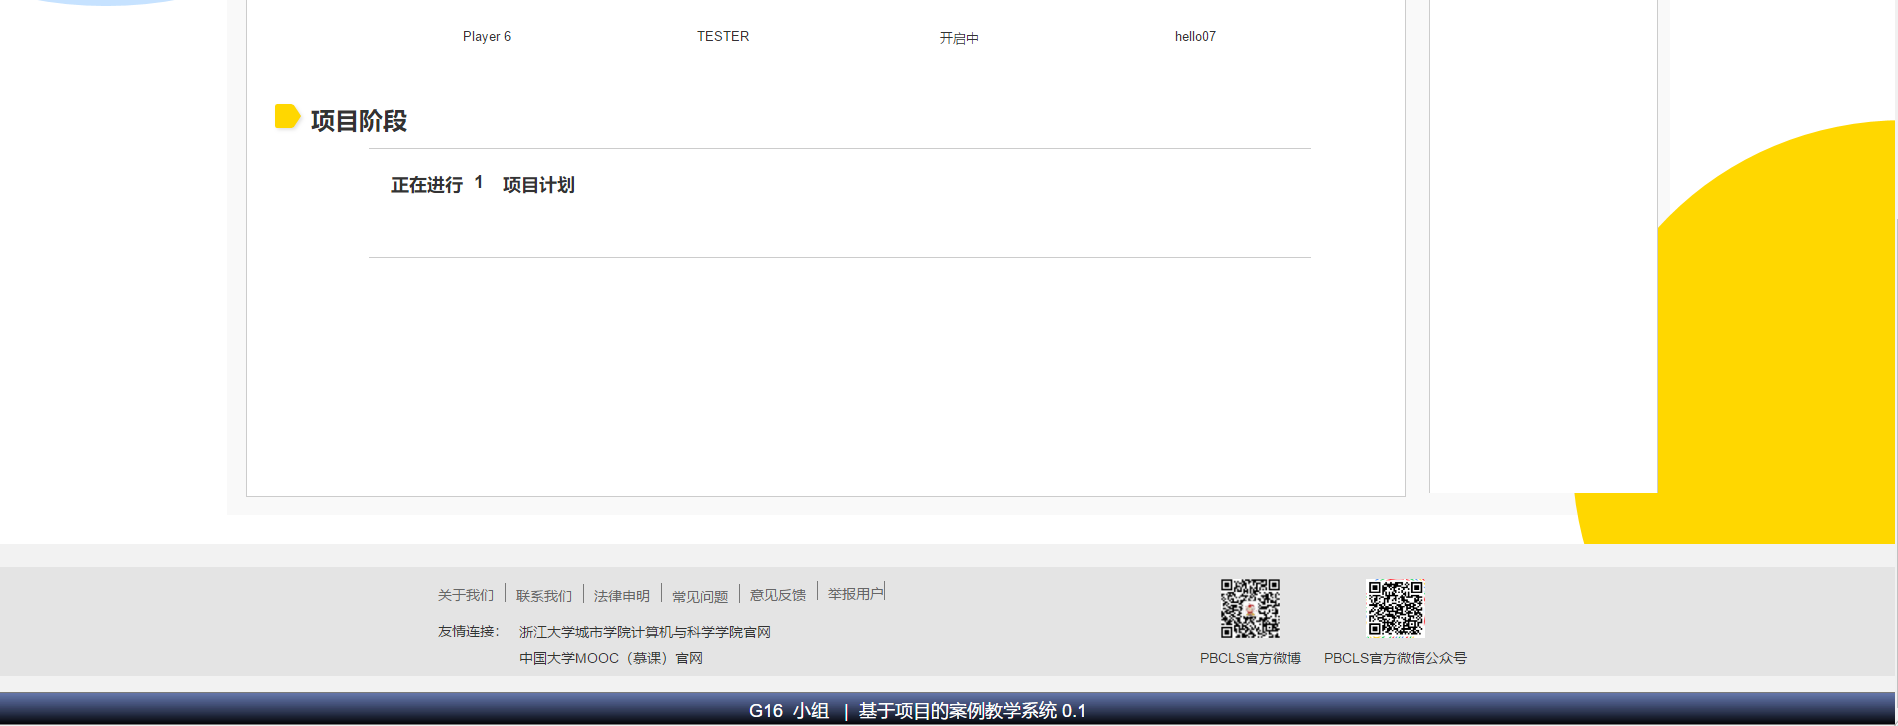 Player 6 TESTER 开启中 hello07
项目阶段
正在进行 1 项目计划
关于我们 联系我们 法律申明 常见问题 意见反馈 举报用户
友情连接： 浙江大学城市学院计算机与科学学院官网
中国大学MOOC（慕课）官网
PBCLS官方微博 PBCLS官方微信公众号
G16 小组 | 基于项目的案例教学系统 0.1